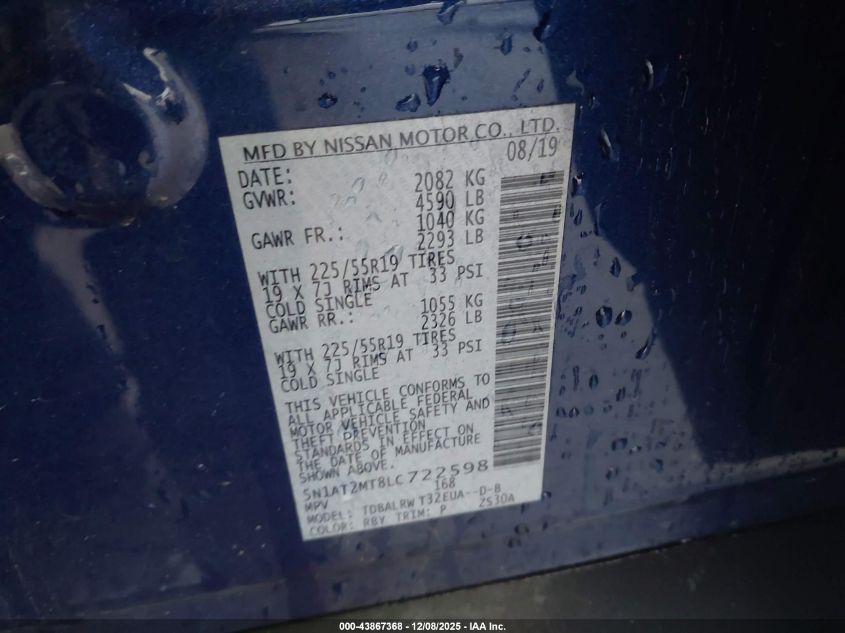 MFD BY NISSAN MOTOR CO., LTD.
DATE: 08/19
GVWR: 2082 KG
4590 LB
GAWR FR.: 1040 KG
2293 LB
WITH 225/55R19 TIRES
19 X 7J RIMS AT 33 PSI
COLD SINGLE
GAWR RR.: 1055 KG
2326 LB
WITH 225/55R19 TIRES
19 X 7J RIMS AT 33 PSI
COLD SINGLE
THIS VEHICLE CONFORMS TO
ALL APPLICABLE FEDERAL
MOTOR VEHICLE SAFETY AND
THEFT PREVENTION
STANDARDS IN EFFECT ON
THE DATE OF MANUFACTURE
SHOWN ABOVE.
5N1AT2MT8LC722598
MPV 168
MODEL: TDBALRW T32EUA--D-B
COLOR: RBY TRIM: P 2S30A
000-43867368 | 12/08/2025 - IAA Inc.